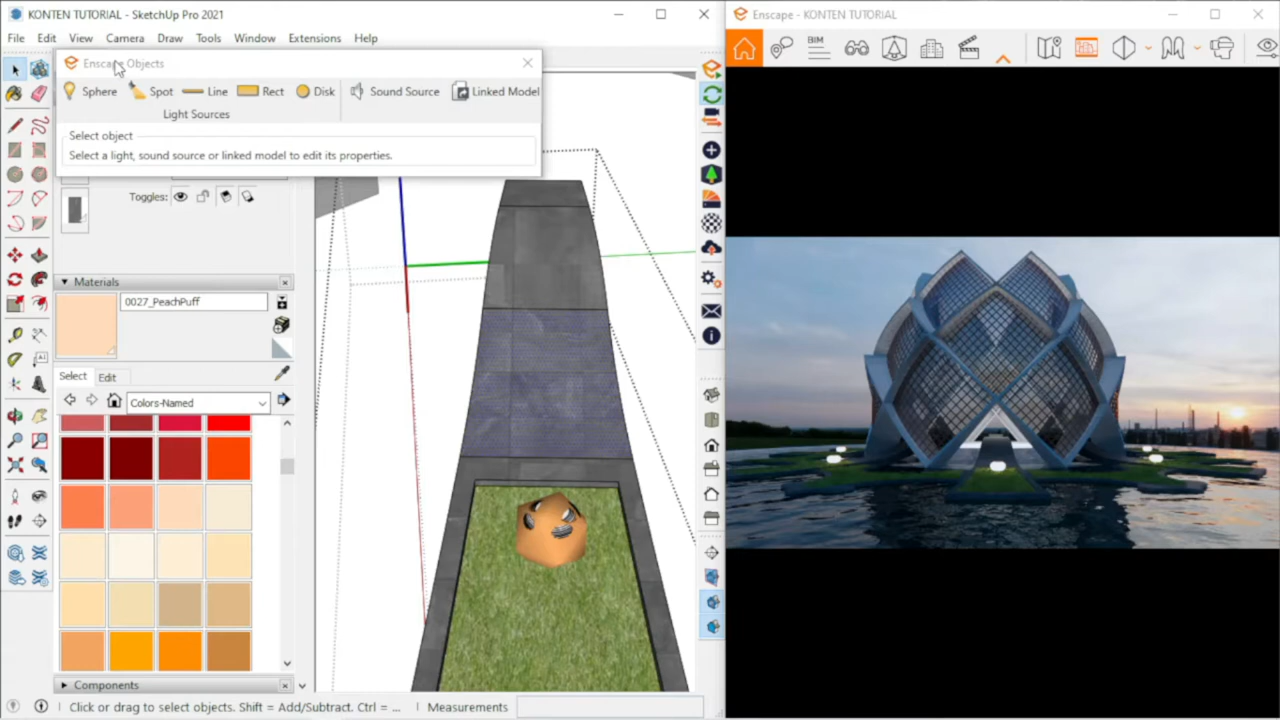 KONTEN TUTORIAL - SketchUp Pro 2021
File Edit View Camera Draw Tools Window Extensions Help
Enscape Objects
Sphere Spot Line Rect Disk Sound Source Linked Model
Light Sources
Select object
Select a light, sound source or linked model to edit its properties.
Toggles:
Materials
0027_PeachPuff
Select Edit
Colors-Named
Components
Click or drag to select objects. Shift = Add/Subtract. Ctrl = ... Measurements
Enscape - KONTEN TUTORIAL
BIM